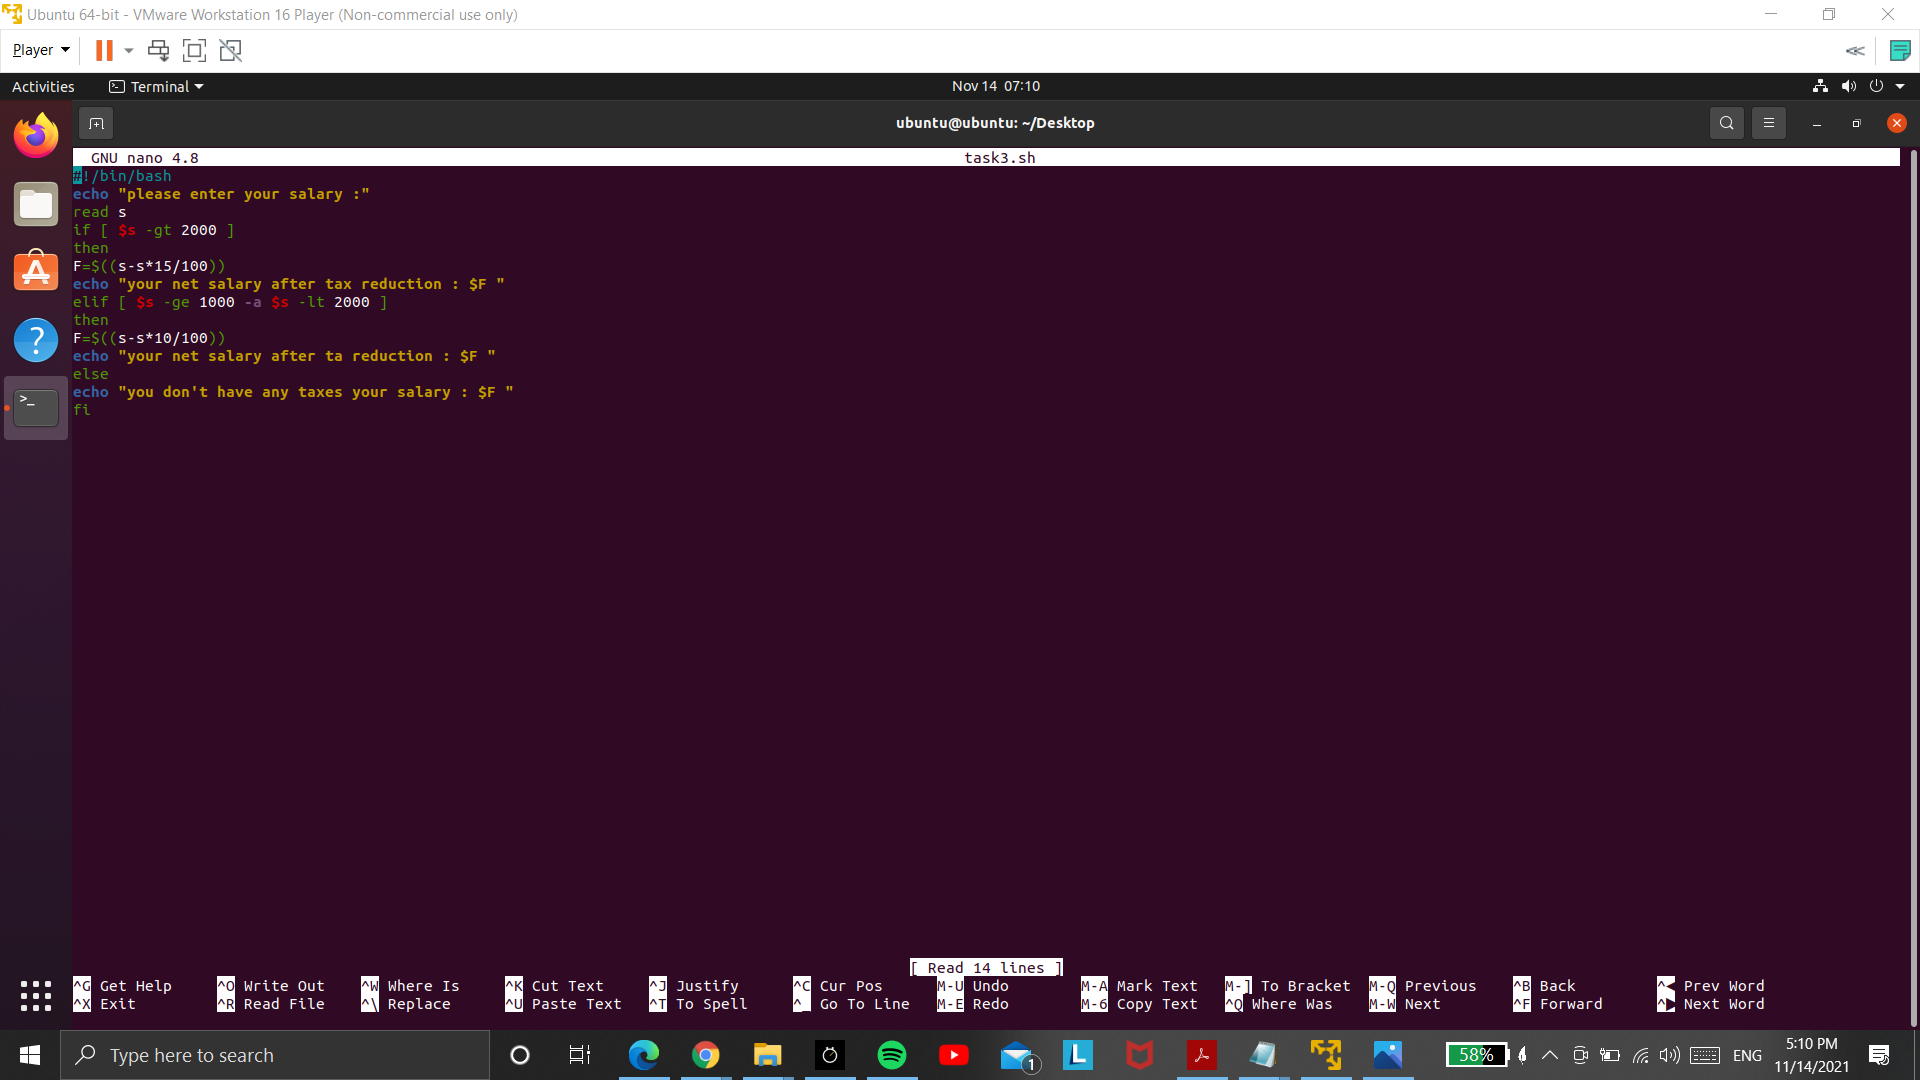 Ubuntu 64-bit - VMware Workstation 16 Player (Non-commercial use only)
Player
Activities Terminal Nov 14 07:10
ubuntu@ubuntu: ~/Desktop
GNU nano 4.8 task3.sh
#!/bin/bash
echo "please enter your salary :"
read s
if [ $s -gt 2000 ]
then
F=$((s-s*15/100))
echo "your net salary after tax reduction : $F "
elif [ $s -ge 1000 -a $s -lt 2000 ]
then
F=$((s-s*10/100))
echo "your net salary after ta reduction : $F "
else
echo "you don't have any taxes your salary : $F "
fi
[ Read 14 lines ]
^G Get Help ^O Write Out ^W Where Is ^K Cut Text ^J Justify ^C Cur Pos M-U Undo M-A Mark Text M-] To Bracket M-Q Previous ^B Back ^◀ Prev Word
^X Exit ^R Read File ^\ Replace ^U Paste Text ^T To Spell ^_ Go To Line M-E Redo M-6 Copy Text ^Q Where Was M-W Next ^F Forward ^▶ Next Word
Type here to search 1 L 58% ENG 5:10 PM
11/14/2021